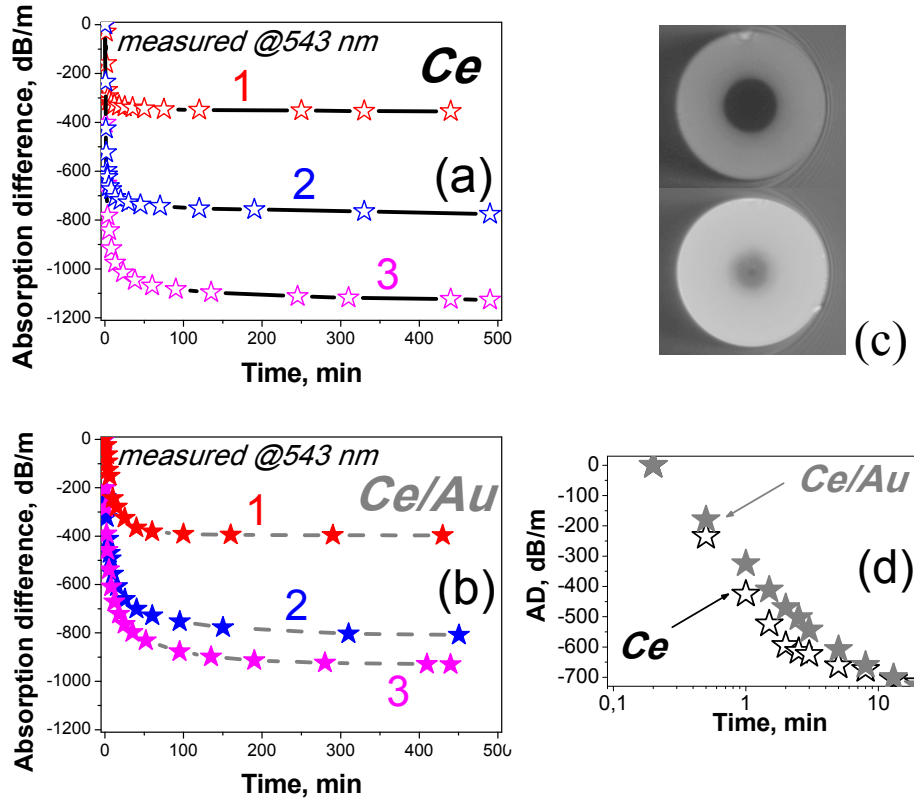 measured @543 nm
Ce
1
2
3
(a)
0
-200
-400
-600
-800
-1000
-1200
Absorption difference, dB/m
0 100 200 300 400 500
Time, min
(c)
measured @543 nm
Ce/Au
1
2
3
(b)
0
-200
-400
-600
-800
-1000
-1200
Absorption difference, dB/m
0 100 200 300 400
Time, min
Ce/Au
(d)
Ce
0
-100
-200
-300
-400
-500
-600
-700
AD, dB/m
0,1 1 10
Time, min